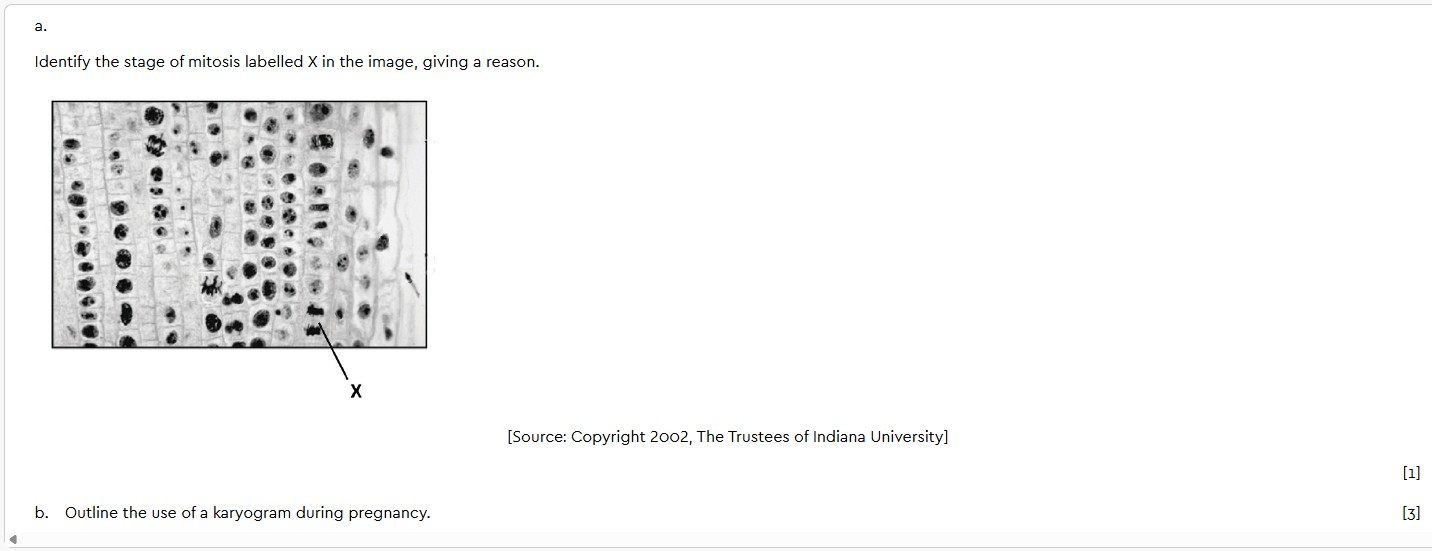 a.
Identify the stage of mitosis labelled X in the image, giving a reason.
X
[Source: Copyright 2002, The Trustees of Indiana University]
[1]
b. Outline the use of a karyogram during pregnancy.
[3]